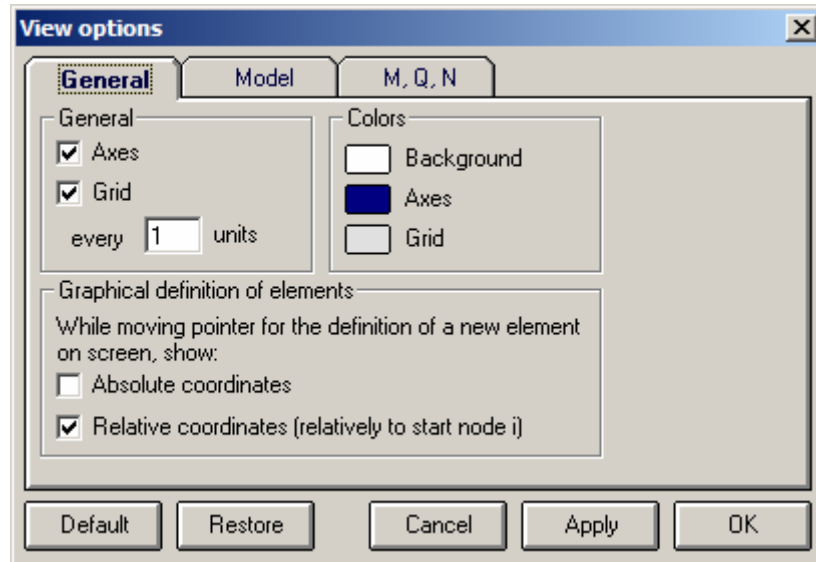 View options
General Model M, Q, N
General
Axes
Grid
every 1 units
Colors
Background
Axes
Grid
Graphical definition of elements
While moving pointer for the definition of a new element
on screen, show:
Absolute coordinates
Relative coordinates (relatively to start node i)
Default Restore Cancel Apply OK